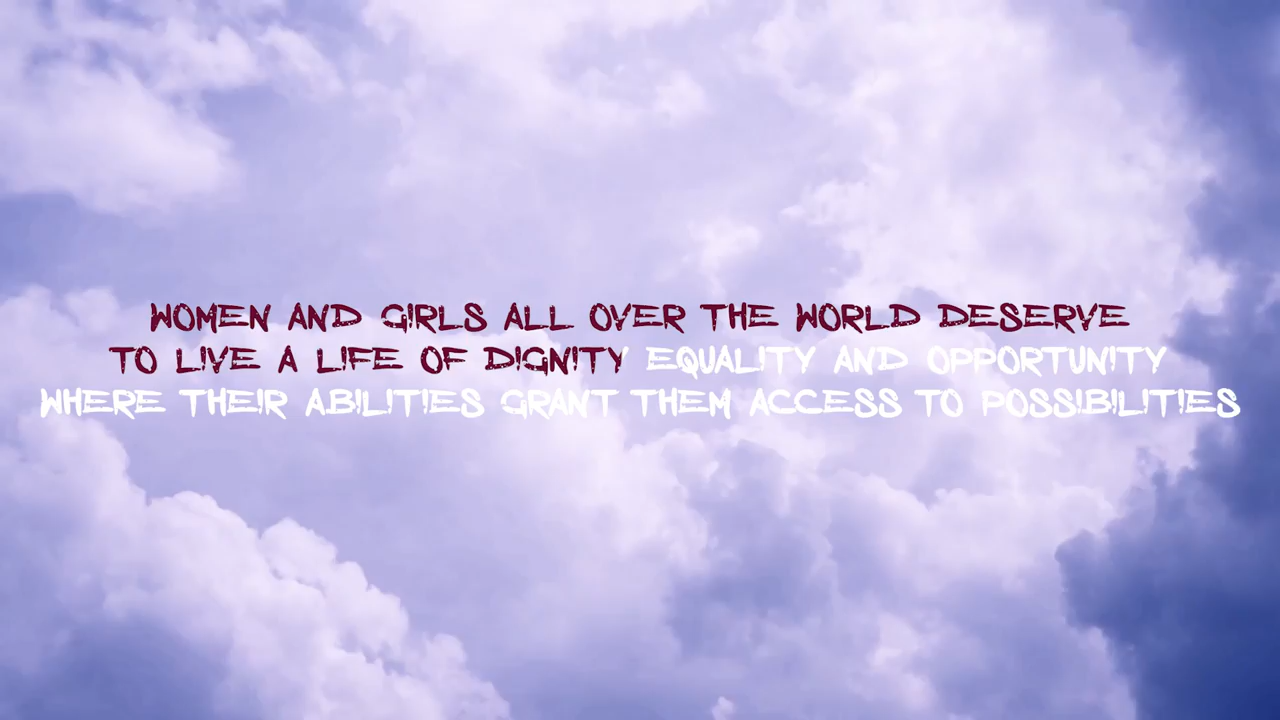 WOMEN AND GIRLS ALL OVER THE WORLD DESERVE
TO LIVE A LIFE OF DIGNITY EQUALITY AND OPPORTUNITY
WHERE THEIR ABILITIES GRANT THEM ACCESS TO POSSIBILITIES